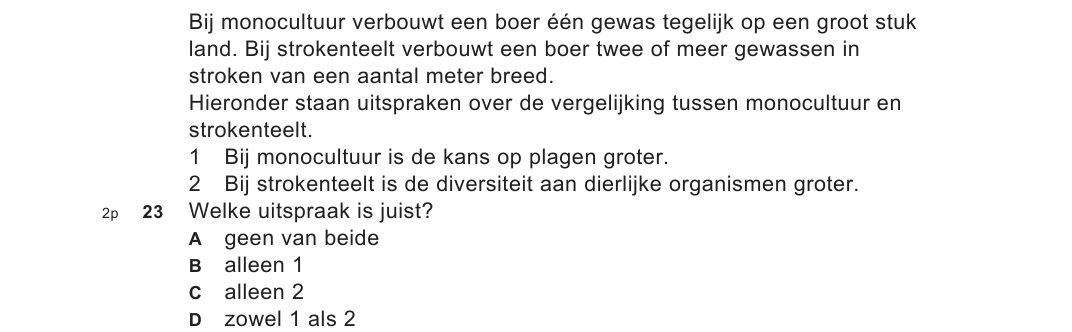 Bij monocultuur verbouwt een boer één gewas tegelijk op een groot stuk
land. Bij strokenteelt verbouwt een boer twee of meer gewassen in
stroken van een aantal meter breed.
Hieronder staan uitspraken over de vergelijking tussen monocultuur en
strokenteelt.
1 Bij monocultuur is de kans op plagen groter.
2 Bij strokenteelt is de diversiteit aan dierlijke organismen groter.
2p 23 Welke uitspraak is juist?
A geen van beide
B alleen 1
C alleen 2
D zowel 1 als 2